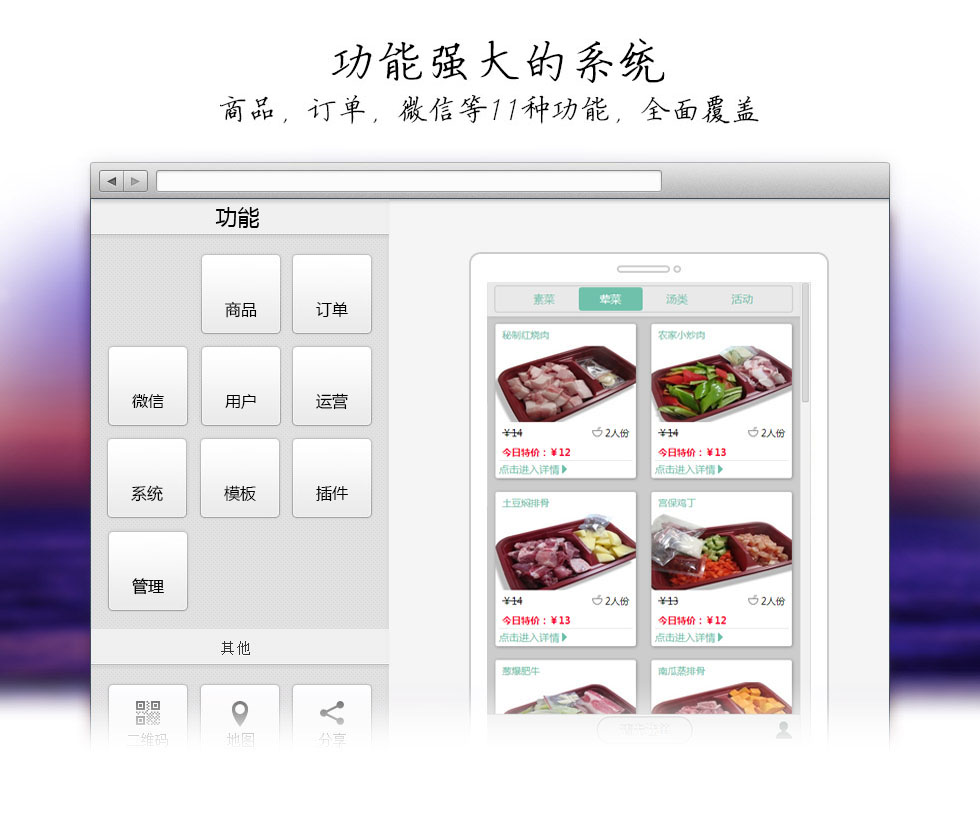 功能强大的系统
商品, 订单, 微信等11种功能, 全面覆盖
功能
商品 订单
微信 用户 运营
系统 模板 插件
管理
其他
二维码 地图 分享
素菜 荤菜 汤类 活动
秘制红烧肉 农家小炒肉
¥14 2人份 ¥14 2人份
今日特价：¥12 今日特价：¥13
点击进入详情 点击进入详情
土豆焖排骨 宫保鸡丁
¥14 2人份 ¥13 2人份
今日特价：¥13 今日特价：¥12
点击进入详情 点击进入详情
葱爆肥牛 南瓜蒸排骨